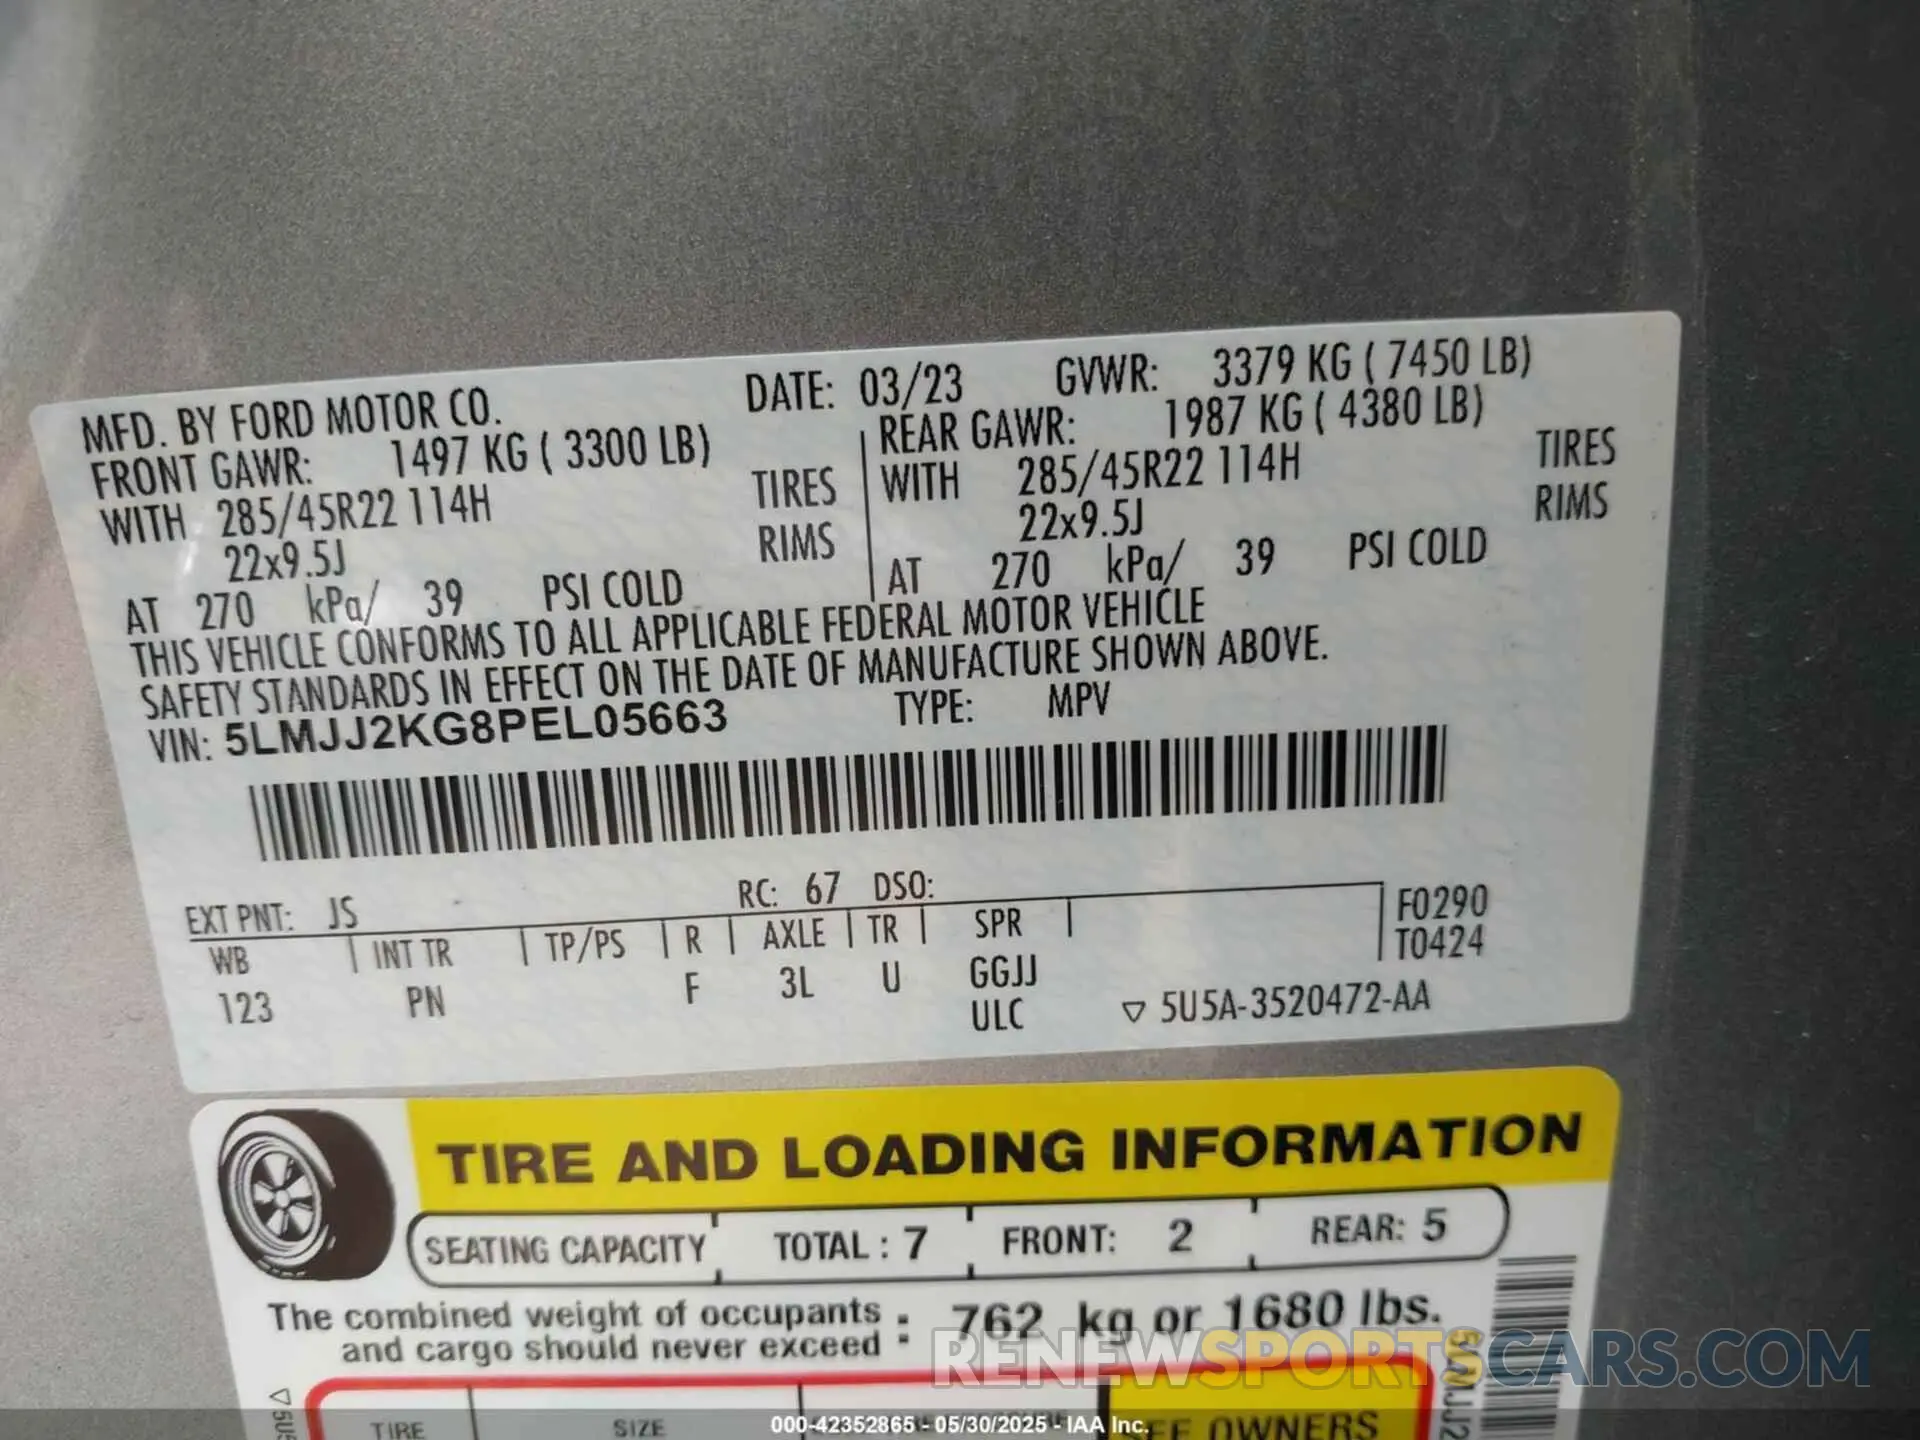 MFD. BY FORD MOTOR CO. DATE: 03/23 GVWR: 3379 KG ( 7450 LB)
FRONT GAWR: 1497 KG ( 3300 LB) REAR GAWR: 1987 KG ( 4380 LB)
WITH 285/45R22 114H TIRES WITH 285/45R22 114H TIRES
22x9.5J RIMS 22x9.5J RIMS
AT 270 kPa/ 39 PSI COLD AT 270 kPa/ 39 PSI COLD
THIS VEHICLE CONFORMS TO ALL APPLICABLE FEDERAL MOTOR VEHICLE
SAFETY STANDARDS IN EFFECT ON THE DATE OF MANUFACTURE SHOWN ABOVE.
VIN: 5LMJJ2KG8PEL05663 TYPE: MPV
EXT PNT: JS RC: 67 DSO:
WB INT TR TP/PS R AXLE TR SPR F0290
T0424
123 PN F 3L U GGJJ
ULC ▽ 5U5A-3520472-AA
TIRE AND LOADING INFORMATION
SEATING CAPACITY TOTAL : 7 FRONT: 2 REAR: 5
The combined weight of occupants
and cargo should never exceed : 762 kg or 1680 lbs.
RENEWSPORTSCARS.COM
TIRE SIZE SEE OWNERS
000-42352865 - 05/30/2025 - IAA Inc.